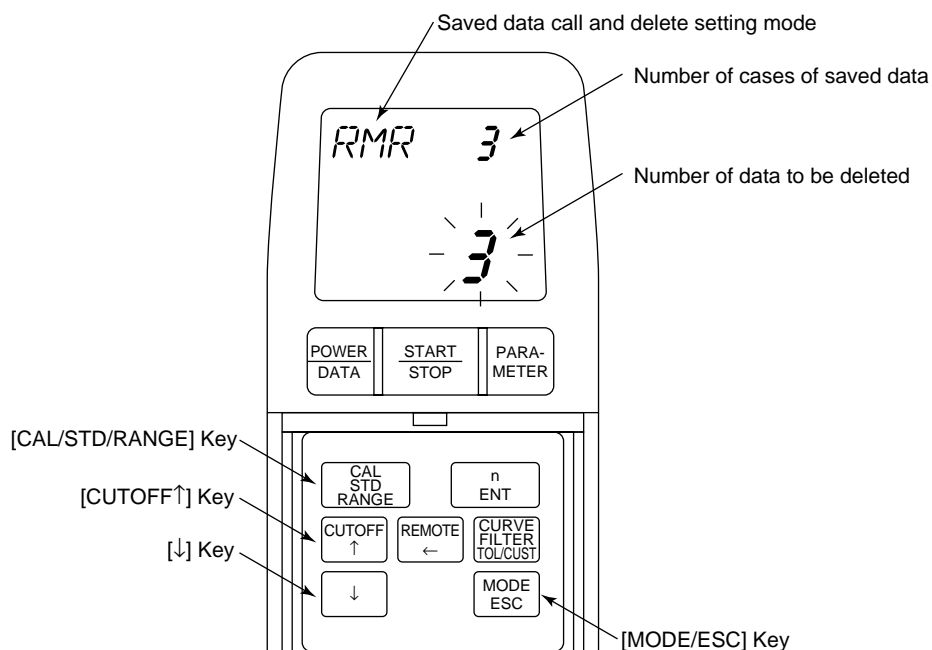 Saved data call and delete setting mode
Number of cases of saved data
RMR 3
Number of data to be deleted
3
POWER
DATA
START
STOP
PARA-
METER
[CAL/STD/RANGE] Key
CAL
STD
RANGE
n
ENT
[CUTOFF↑] Key
CUTOFF
↑
REMOTE
←
CURVE
FILTER
TOL/CUST
[↓] Key
↓
MODE
ESC
[MODE/ESC] Key